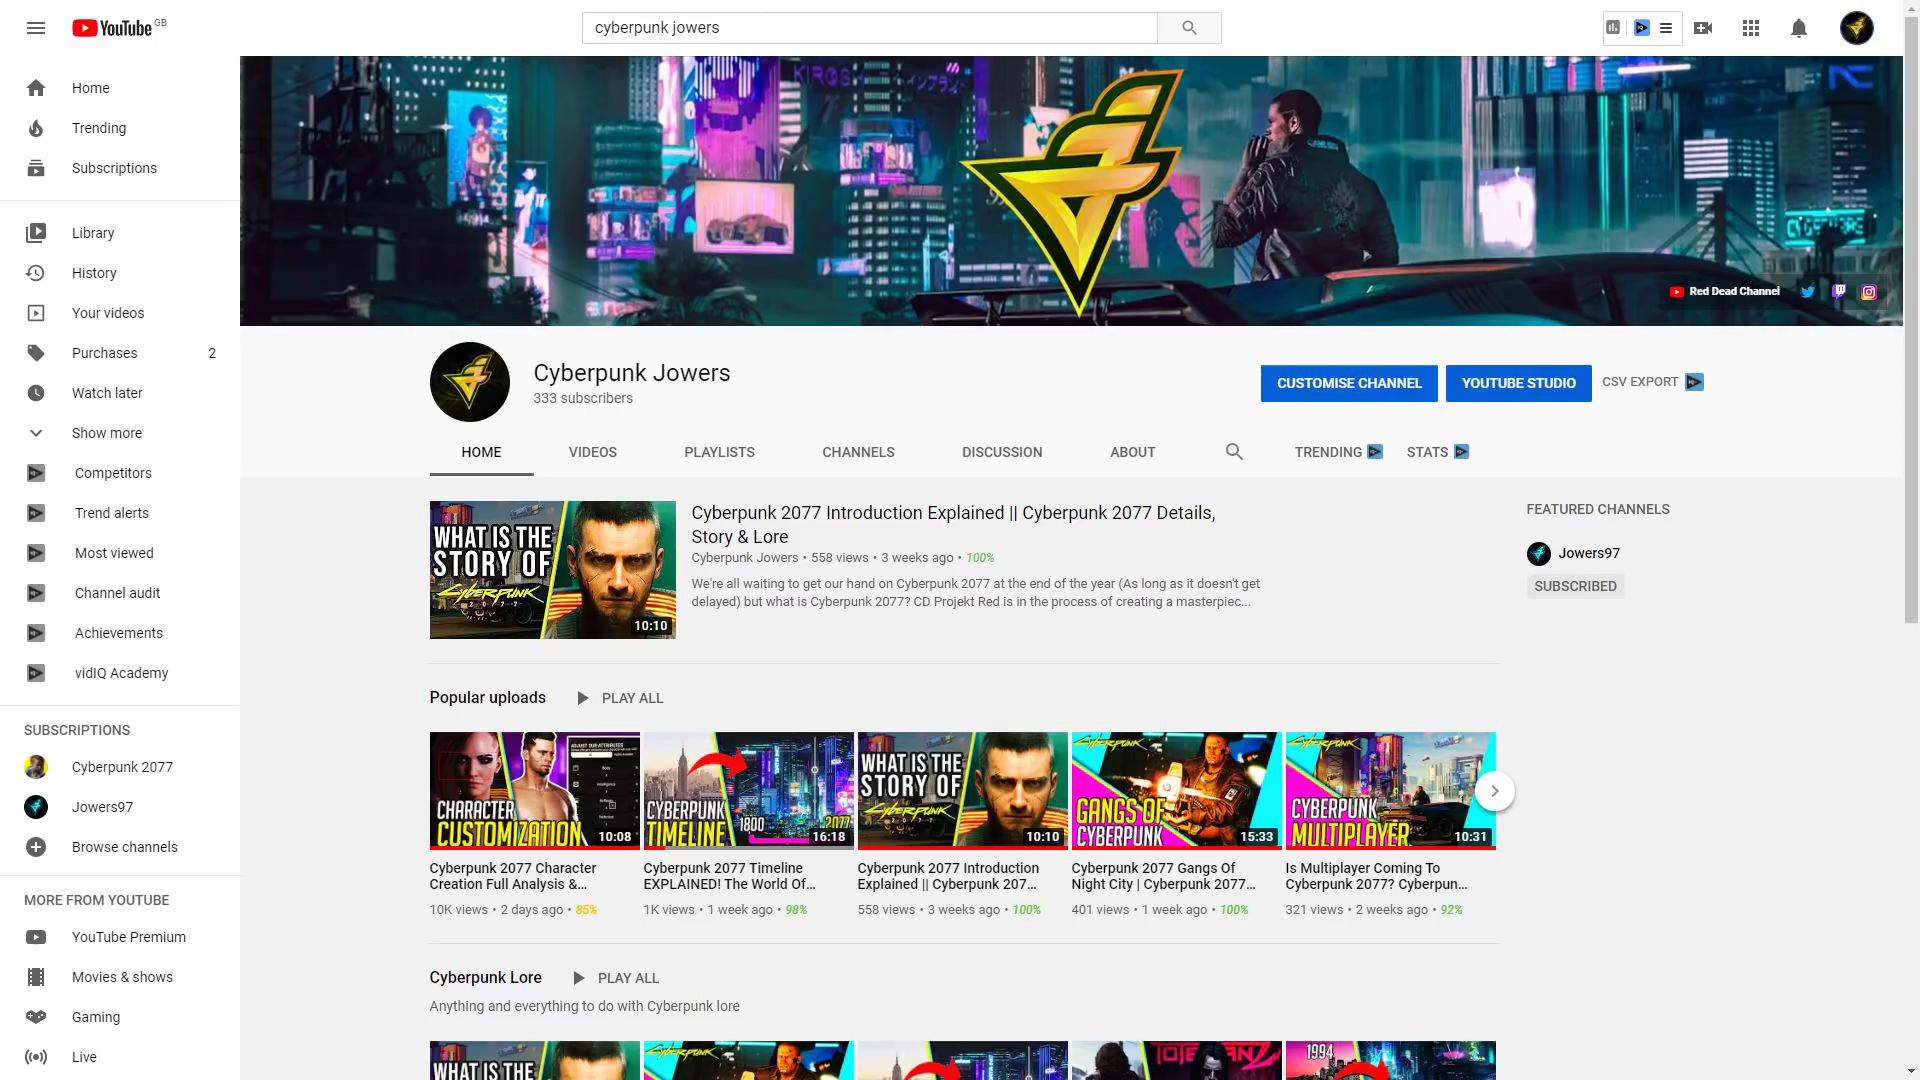 YouTube GB
cyberpunk jowers
Home
Trending
Subscriptions
Library
History
Your videos
Purchases 2
Watch later
Show more
Competitors
Trend alerts
Most viewed
Channel audit
Achievements
vidIQ Academy
SUBSCRIPTIONS
Cyberpunk 2077
Jowers97
Browse channels
MORE FROM YOUTUBE
YouTube Premium
Movies & shows
Gaming
Live
KIROSHI
Red Dead Channel
Cyberpunk Jowers
333 subscribers
CUSTOMISE CHANNEL
YOUTUBE STUDIO
CSV EXPORT
HOME
VIDEOS
PLAYLISTS
CHANNELS
DISCUSSION
ABOUT
TRENDING
STATS
WHAT IS THE
STORY OF
CYBERPUNK
2077
10:10
Cyberpunk 2077 Introduction Explained || Cyberpunk 2077 Details,
Story & Lore
Cyberpunk Jowers • 558 views • 3 weeks ago • 100%
We're all waiting to get our hand on Cyberpunk 2077 at the end of the year (As long as it doesn't get
delayed) but what is Cyberpunk 2077? CD Projekt Red is in the process of creating a masterpiec...
FEATURED CHANNELS
Jowers97
SUBSCRIBED
Popular uploads
PLAY ALL
CHARACTER
CUSTOMIZATION
10:08
CYBERPUNK
TIMELINE
1800
2077
16:18
WHAT IS THE
STORY OF
CYBERPUNK
10:10
CYBERPUNK
GANGS OF
CYBERPUNK
15:33
CYBERPUNK
CYBERPUNK
MULTIPLAYER
10:31
Cyberpunk 2077 Character
Creation Full Analysis &...
10K views • 2 days ago • 85%
Cyberpunk 2077 Timeline
EXPLAINED! The World Of...
1K views • 1 week ago • 98%
Cyberpunk 2077 Introduction
Explained || Cyberpunk 207...
558 views • 3 weeks ago • 100%
Cyberpunk 2077 Gangs Of
Night City | Cyberpunk 2077...
401 views • 1 week ago • 100%
Is Multiplayer Coming To
Cyberpunk 2077? Cyberpun...
321 views • 2 weeks ago • 92%
Cyberpunk Lore
PLAY ALL
Anything and everything to do with Cyberpunk lore
WHAT IS THE
CYBERPUNK
TOTENTANZ
1994